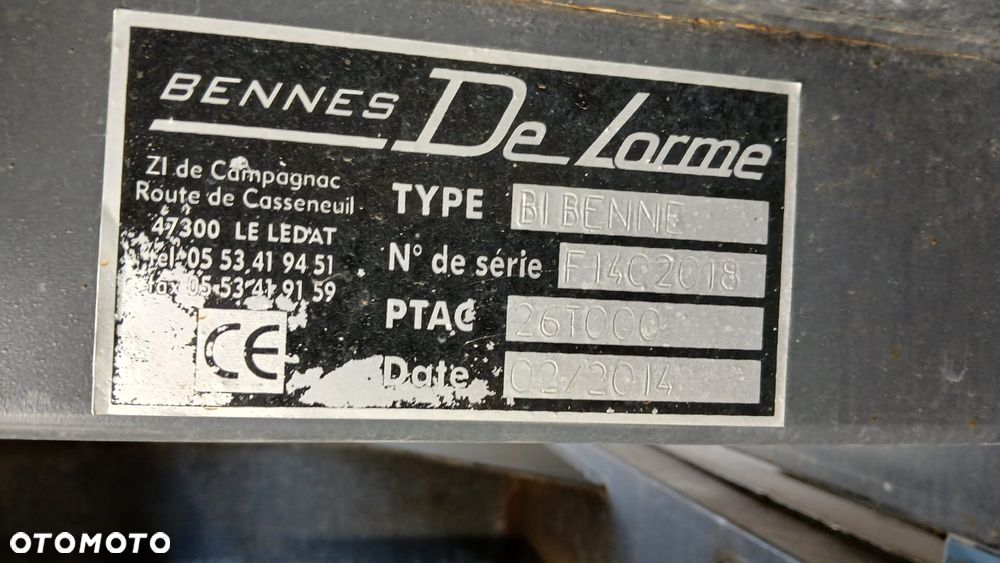 BENNES De Lorme
ZI de Campagnac
Route de Casseneuil
47300 LE LEDAT
tel 05 53 41 94 51
fax 05 53 41 91 59
CE
TYPE BI BENNE
N° de série F14C2018
PTAC 26T000
Date 02/2014
OTOMOTO